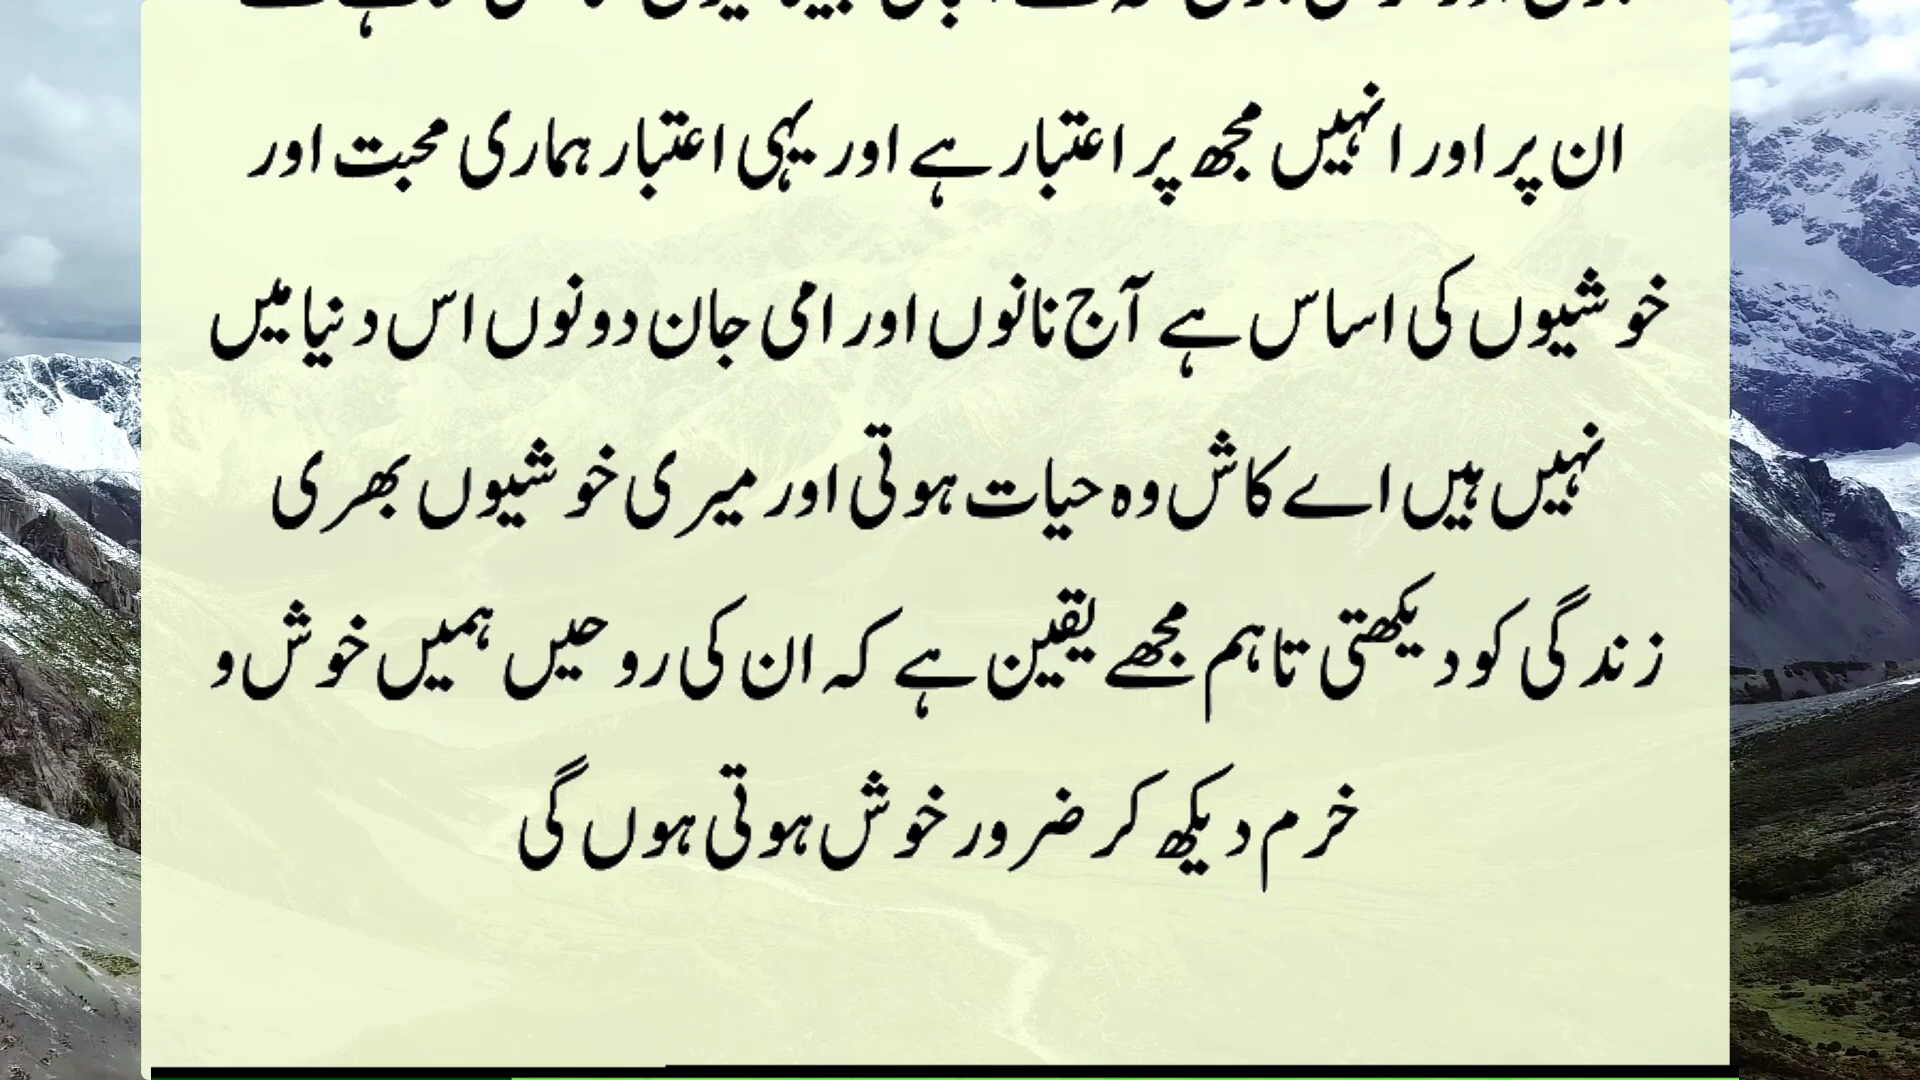 ان پر اور انہیں مجھ پر اعتبار ہے اور یہی اعتبار ہماری محبت اور
خوشیوں کی اساس ہے آج نانوں اور امی جان دونوں اس دنیا میں
نہیں ہیں اے کاش وہ حیات ہوتی اور میری خوشیوں بھری
زندگی کو دیکھتی تاہم مجھے یقین ہے کہ ان کی روحیں ہمیں خوش و
خرم دیکھ کر ضرور خوش ہوتی ہوں گی